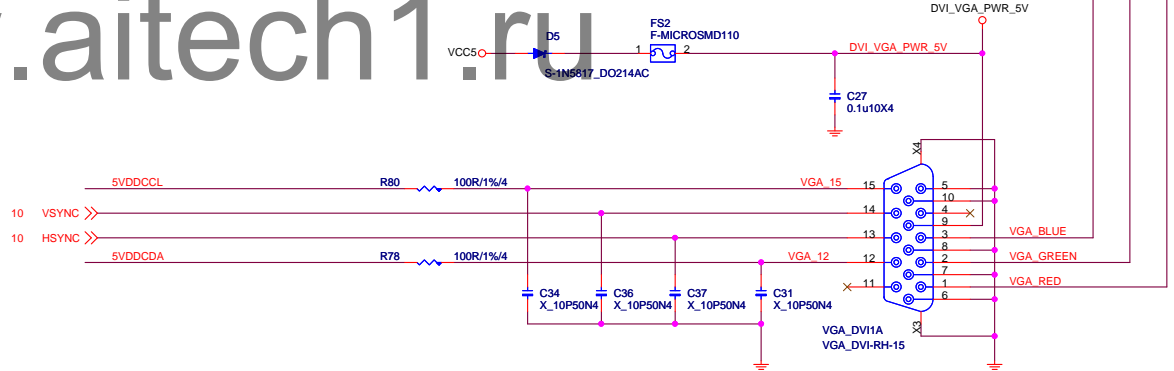 .aitech1.ru
DVI_VGA_PWR_5V
FS2
F-MICROSMD110
D5
VCC5
1
2
DVI_VGA_PWR_5V
S-1N5817_DO214AC
C27
0.1u10X4
X4
5VDDCCL
R80
100R/1%/4
VGA_15
15
5
10
10
VSYNC
14
4
9
10
HSYNC
13
3
VGA_BLUE
8
5VDDCDA
R78
100R/1%/4
VGA_12
12
2
VGA_GREEN
7
11
1
VGA_RED
6
C34
X_10P50N4
C36
X_10P50N4
C37
X_10P50N4
C31
X_10P50N4
X3
VGA_DVI1A
VGA_DVI-RH-15